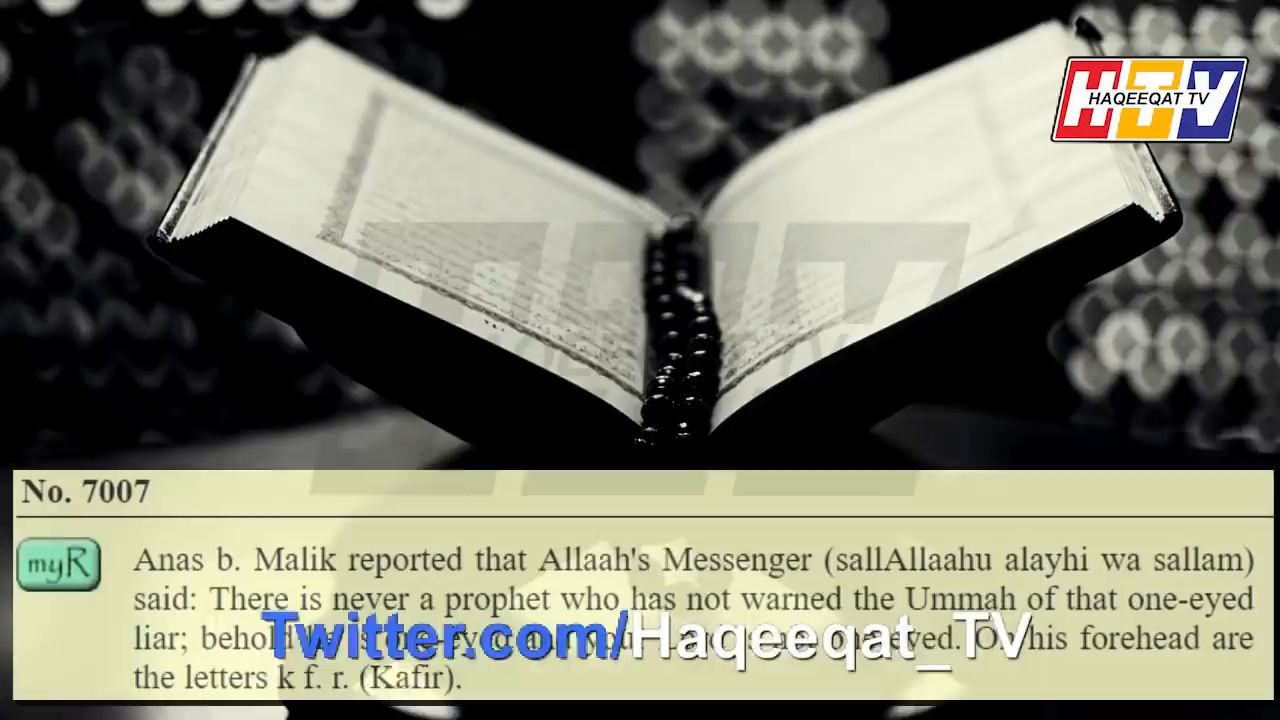 HAQEEQAT TV
No. 7007
myR
Anas b. Malik reported that Allaah's Messenger (sallAllaahu alayhi wa sallam)
said: There is never a prophet who has not warned the Ummah of that one-eyed
liar; behold
his forehead are
Twitter.com/Haqeeqat_TV
the letters k f. r. (Kafir).